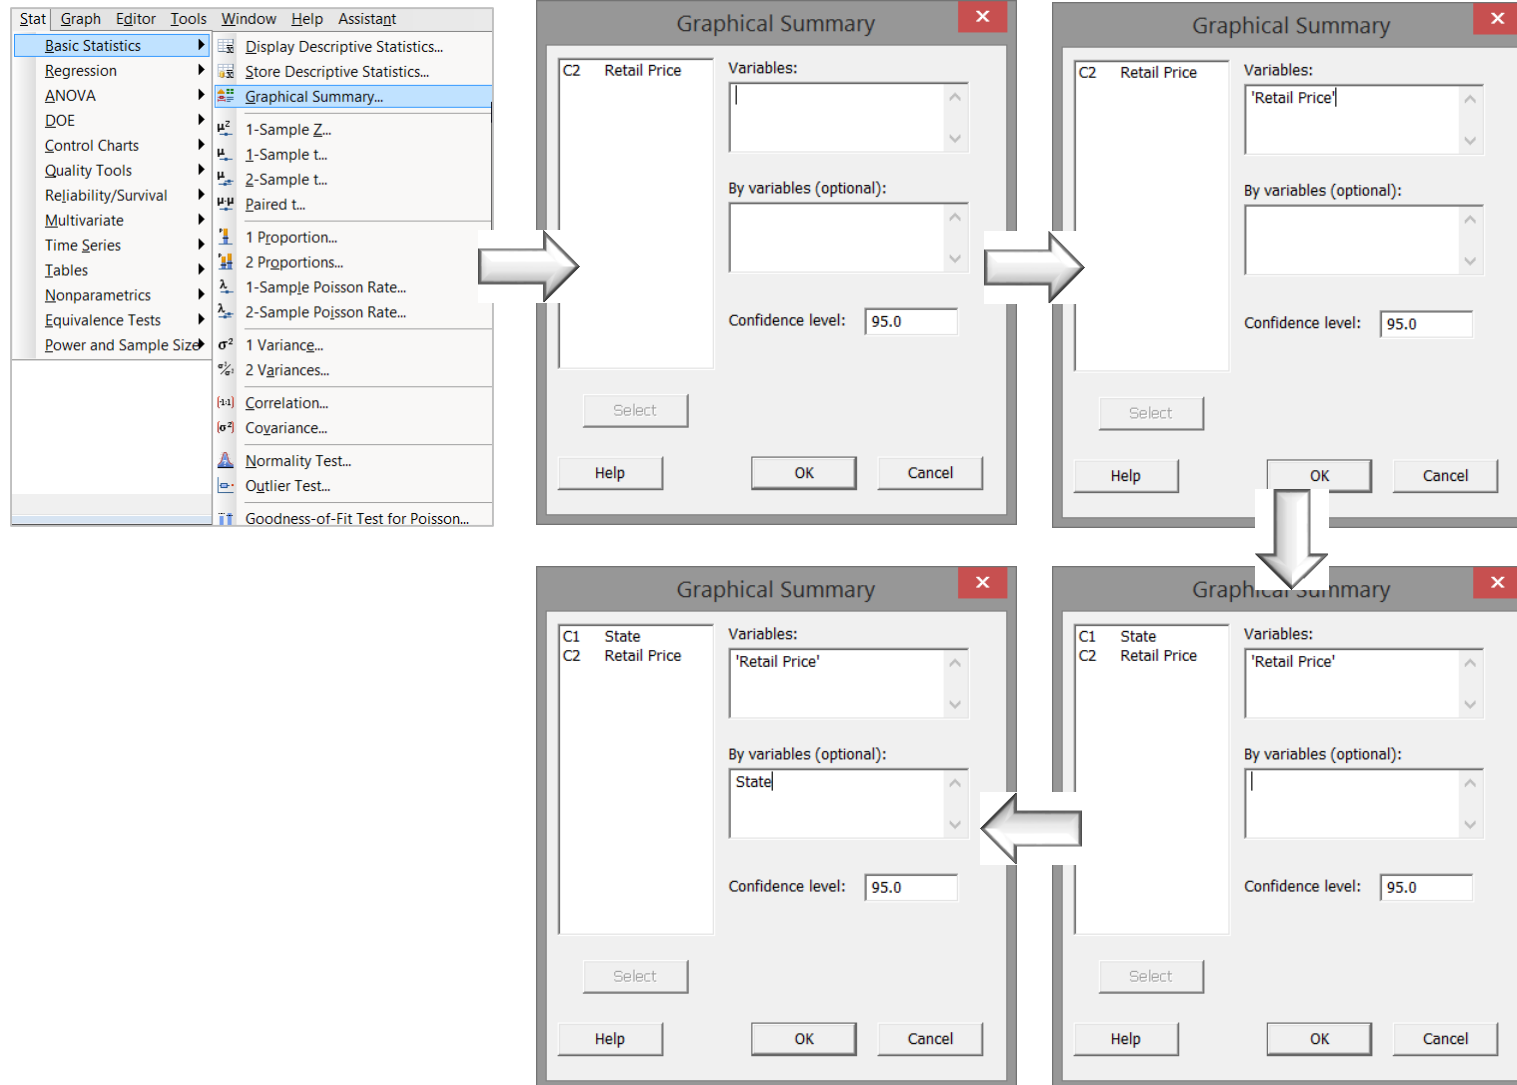 Stat Graph Editor Tools Window Help Assistant
Basic Statistics
Regression
ANOVA
DOE
Control Charts
Quality Tools
Reliability/Survival
Multivariate
Time Series
Tables
Nonparametrics
Equivalence Tests
Power and Sample Size
Display Descriptive Statistics...
Store Descriptive Statistics...
Graphical Summary...
μZ 1-Sample Z...
μ 1-Sample t...
μ 2-Sample t...
μ-μ Paired t...
1 Proportion...
2 Proportions...
λ 1-Sample Poisson Rate...
λ 2-Sample Poisson Rate...
σ² 1 Variance...
2 Variances...
Correlation...
(σ²) Covariance...
Normality Test...
Outlier Test...
Goodness-of-Fit Test for Poisson...
Graphical Summary
C2 Retail Price
Variables:
By variables (optional):
Confidence level: 95.0
Select
Help OK Cancel
Graphical Summary
C2 Retail Price
Variables:
'Retail Price'
By variables (optional):
Confidence level: 95.0
Select
Help OK Cancel
Graphical Summary
C1 State
C2 Retail Price
Variables:
'Retail Price'
By variables (optional):
Confidence level: 95.0
Select
Help OK Cancel
Graphical Summary
C1 State
C2 Retail Price
Variables:
'Retail Price'
By variables (optional):
State
Confidence level: 95.0
Select
Help OK Cancel